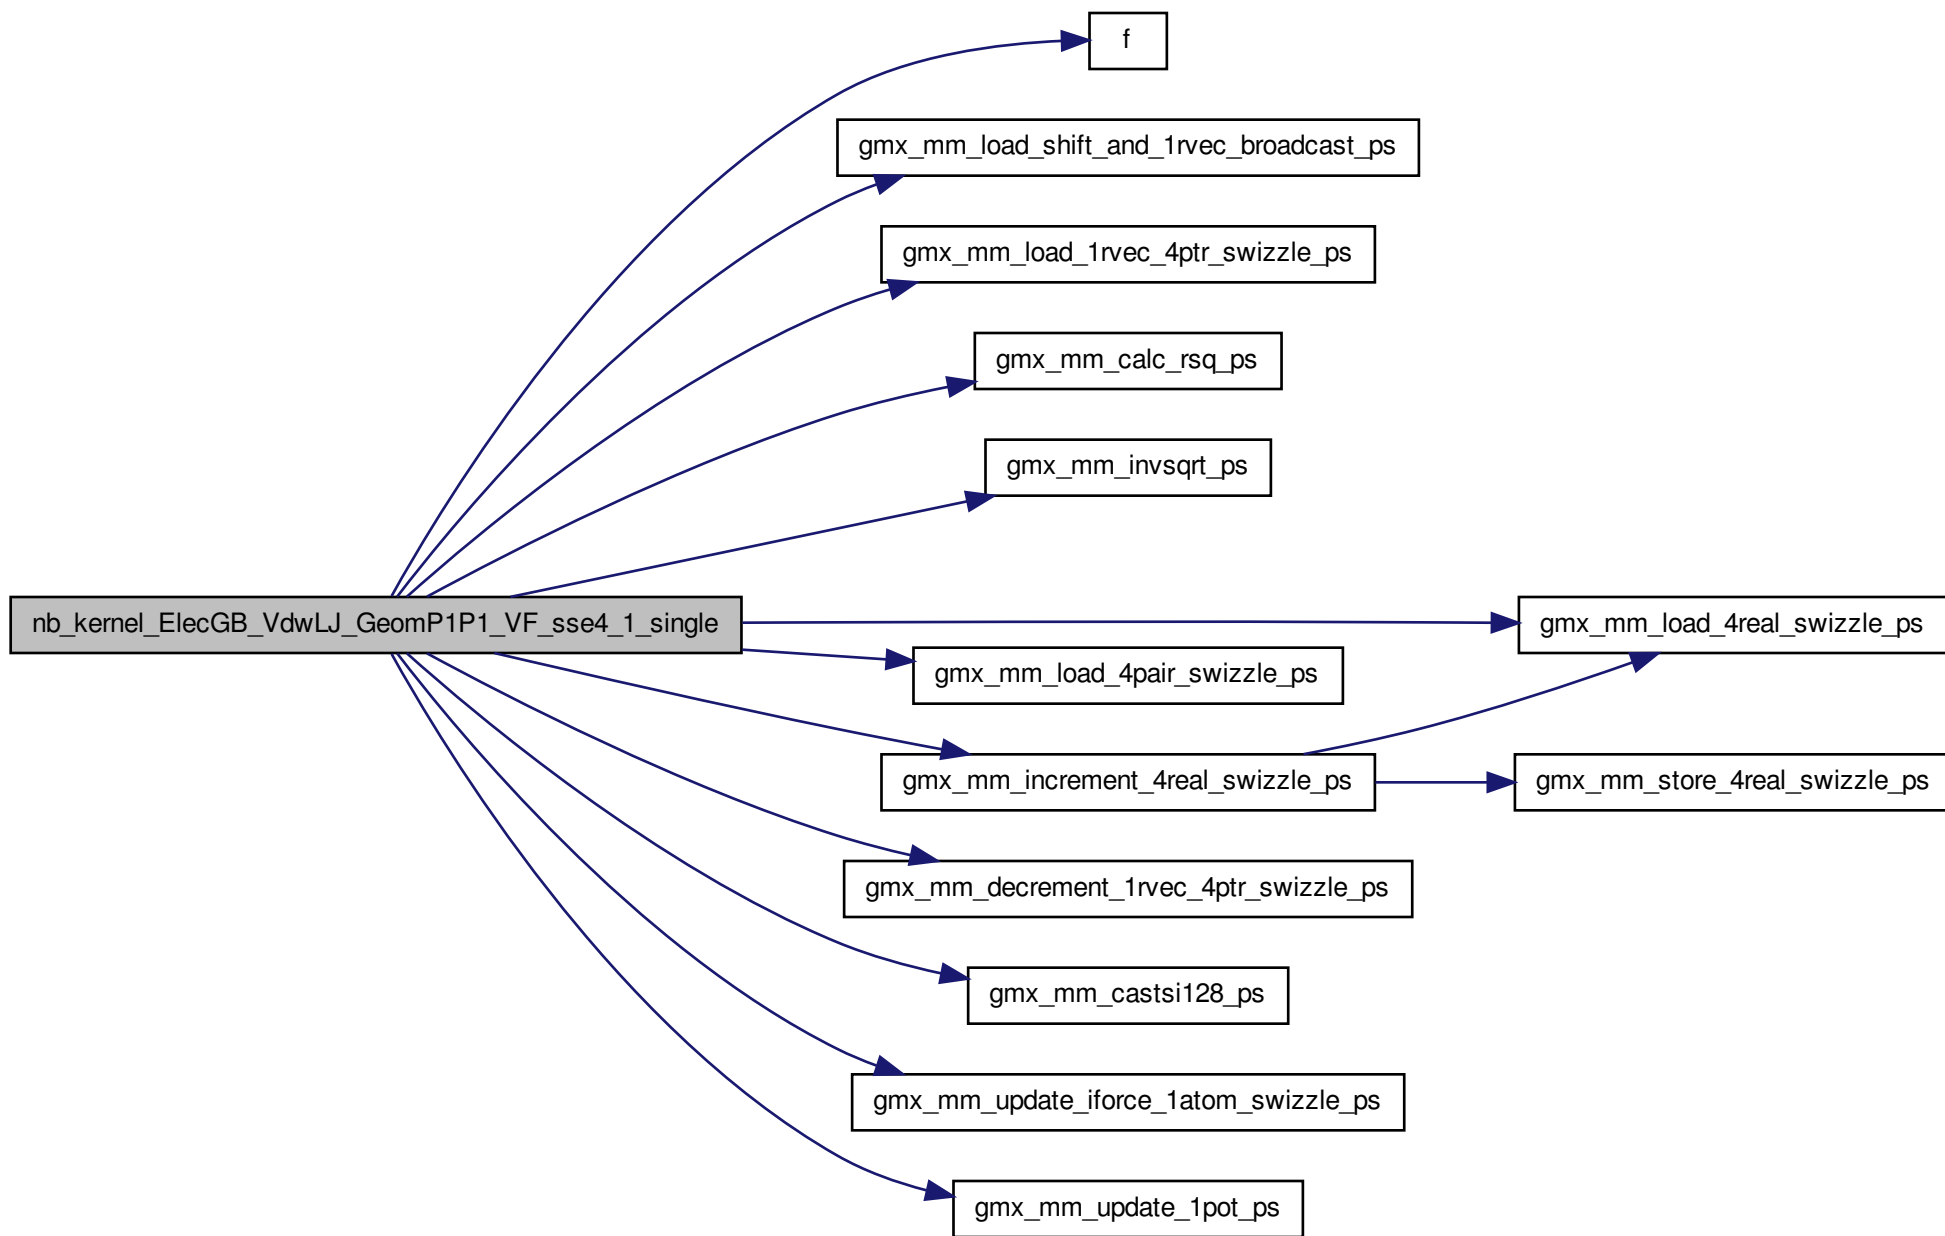 f
gmx_mm_load_shift_and_1rvec_broadcast_ps
gmx_mm_load_1rvec_4ptr_swizzle_ps
gmx_mm_calc_rsq_ps
gmx_mm_invsqrt_ps
nb_kernel_ElecGB_VdwLJ_GeomP1P1_VF_sse4_1_single
gmx_mm_load_4real_swizzle_ps
gmx_mm_load_4pair_swizzle_ps
gmx_mm_increment_4real_swizzle_ps
gmx_mm_store_4real_swizzle_ps
gmx_mm_decrement_1rvec_4ptr_swizzle_ps
gmx_mm_castsi128_ps
gmx_mm_update_iforce_1atom_swizzle_ps
gmx_mm_update_1pot_ps